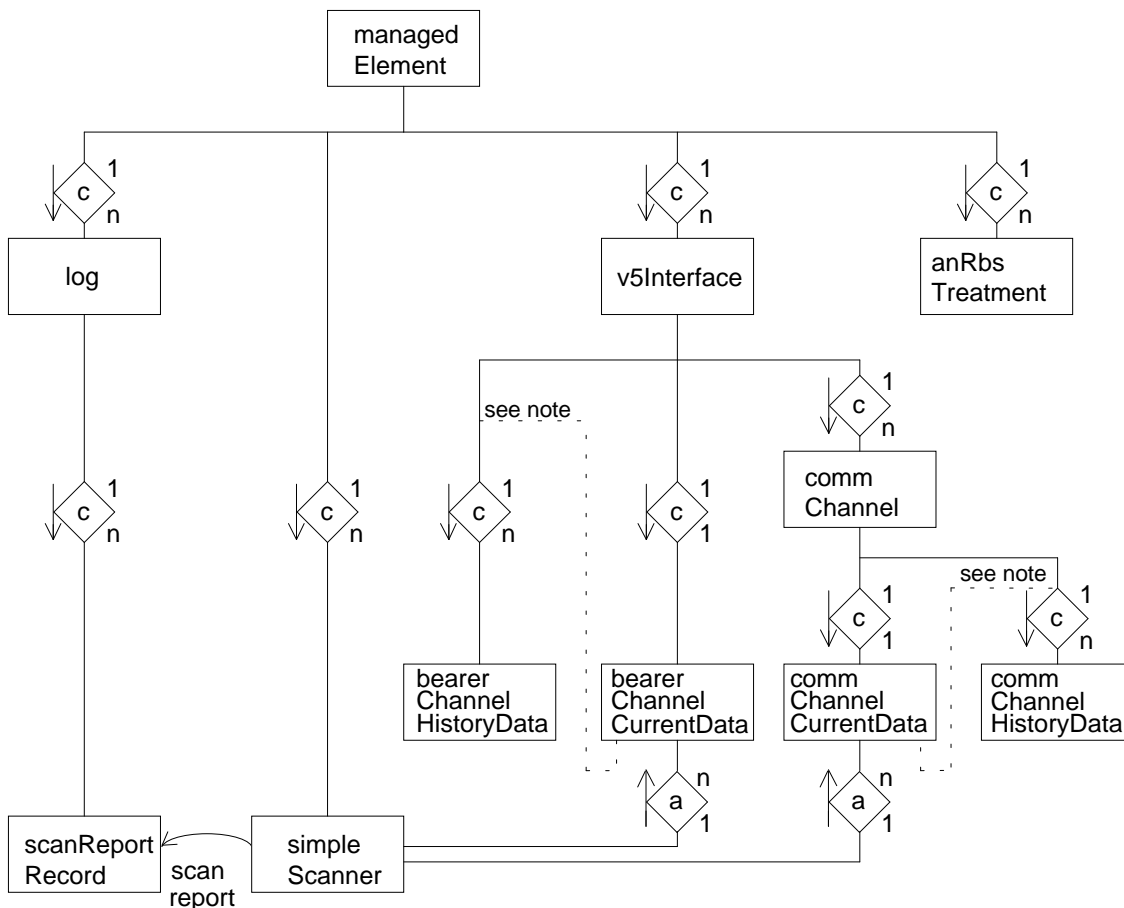 managed
Element
1
c
n
1
c
n
1
c
n
log
v5Interface
anRbs
Treatment
1
c
n
see note
comm
Channel
1
c
n
1
c
n
1
c
n
1
c
1
see note
1
c
1
1
c
n
bearer
Channel
HistoryData
bearer
Channel
CurrentData
comm
Channel
CurrentData
comm
Channel
HistoryData
n
a
1
n
a
1
scanReport
Record
scan
report
simple
Scanner